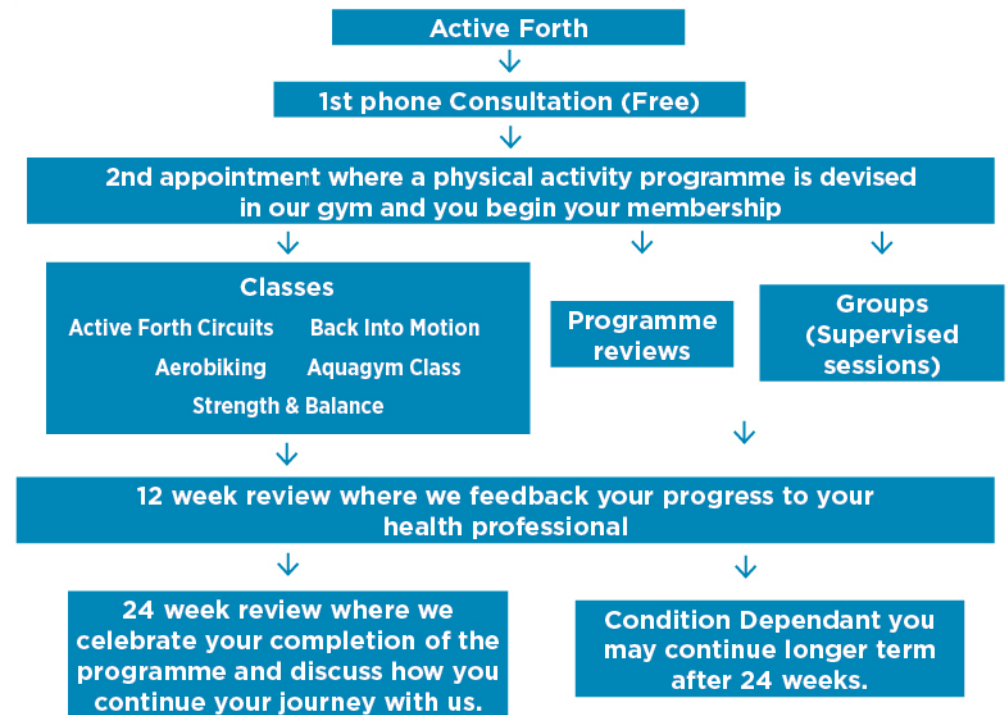 Active Forth
1st phone Consultation (Free)
2nd appointment where a physical activity programme is devised
in our gym and you begin your membership
Classes
Active Forth Circuits Back Into Motion
Aerobiking Aquagym Class
Strength & Balance
Programme
reviews
Groups
(Supervised
sessions)
12 week review where we feedback your progress to your
health professional
24 week review where we
celebrate your completion of the
programme and discuss how you
continue your journey with us.
Condition Dependant you
may continue longer term
after 24 weeks.